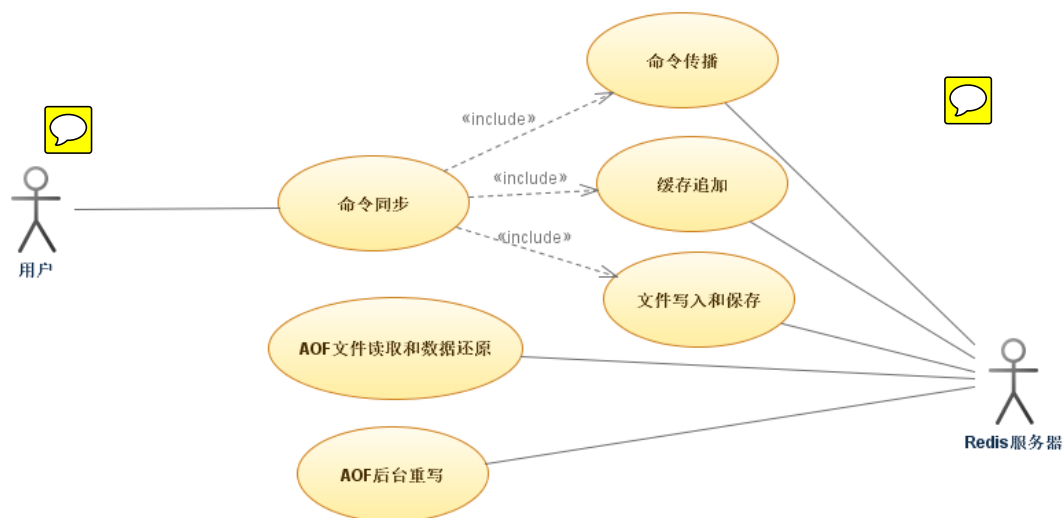 命令传播
«include»
«include»
缓存追加
命令同步
«include»
用户
文件写入和保存
AOF文件读取和数据还原
Redis服务器
AOF后台重写